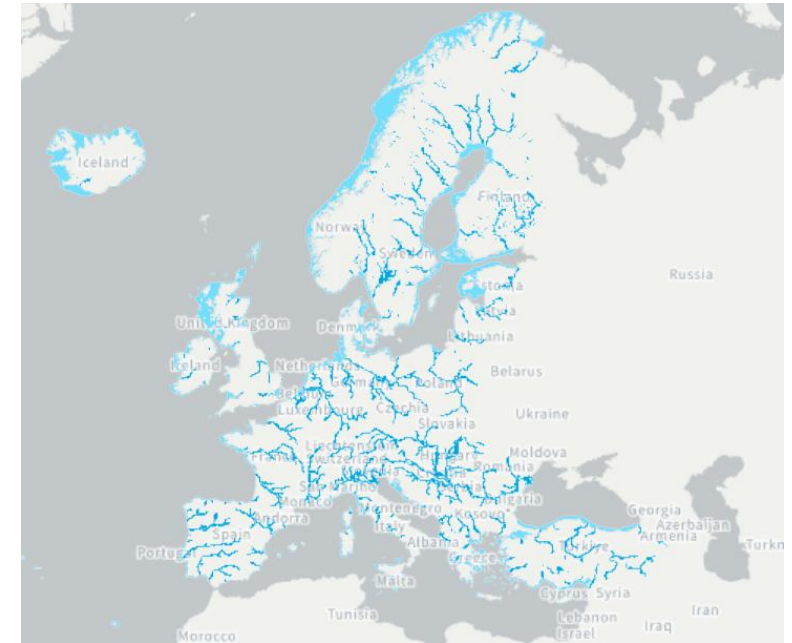 Iceland
Finland
Norway
Sweden
Russia
Estonia
Latvia
United Kingdom
Denmark
Lithuania
Ireland
Netherlands
Belarus
Germany
Poland
Luxembourg
Czechia
Ukraine
Slovakia
Liechtenstein
Moldova
France
Switzerland
Hungary
Romania
San Marino
Monaco
Bulgaria
Georgia
Andorra
Montenegro
Kosovo
Azerbaijan
Spain
Italy
Armenia
Portugal
Albania
Türkiye
Turkn
Greece
Malta
Cyprus
Syria
Tunisia
Lebanon
Iran
Morocco
Israel
Iraq